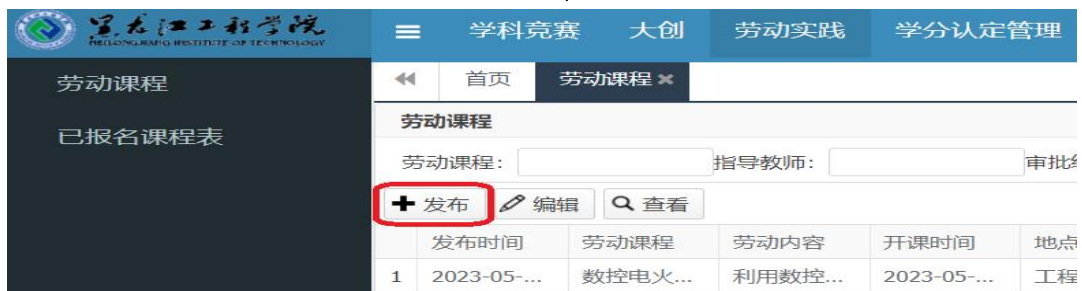 黑龙江工程学院
HEILONGJIANG INSTITUTE OF TECHNOLOGY
学科竞赛 大创 劳动实践 学分认定管理
劳动课程
已报名课程表
首页 劳动课程
劳动课程
劳动课程: 指导教师: 审批
发布 编辑 查看
发布时间 劳动课程 劳动内容 开课时间 地点
1 2023-05-... 数控电火... 利用数控... 2023-05-... 工程